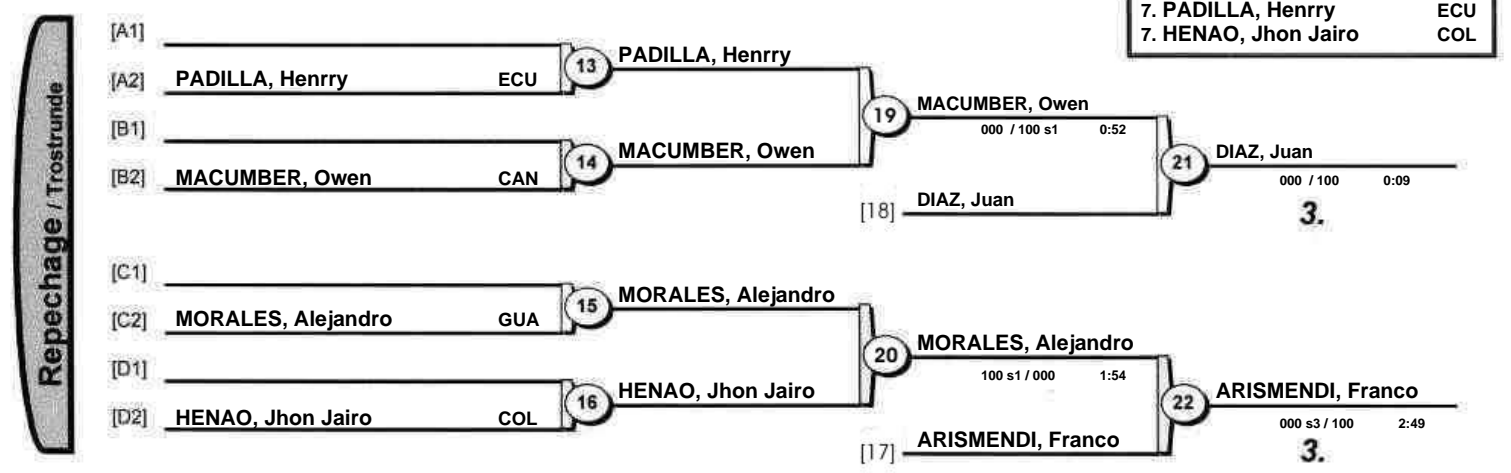 7. PADILLA, Henrry ECU
7. HENAO, Jhon Jairo COL
Repechage / Trostrunde
[A1]
[A2] PADILLA, Henrry ECU
13
PADILLA, Henrry
[B1]
[B2] MACUMBER, Owen CAN
14
MACUMBER, Owen
19
MACUMBER, Owen
000 / 100 s1 0:52
[18] DIAZ, Juan
21
DIAZ, Juan
000 / 100 0:09
3.
[C1]
[C2] MORALES, Alejandro GUA
15
MORALES, Alejandro
[D1]
[D2] HENAO, Jhon Jairo COL
16
HENAO, Jhon Jairo
20
MORALES, Alejandro
100 s1 / 000 1:54
[17] ARISMENDI, Franco
22
ARISMENDI, Franco
000 s3 / 100 2:49
3.